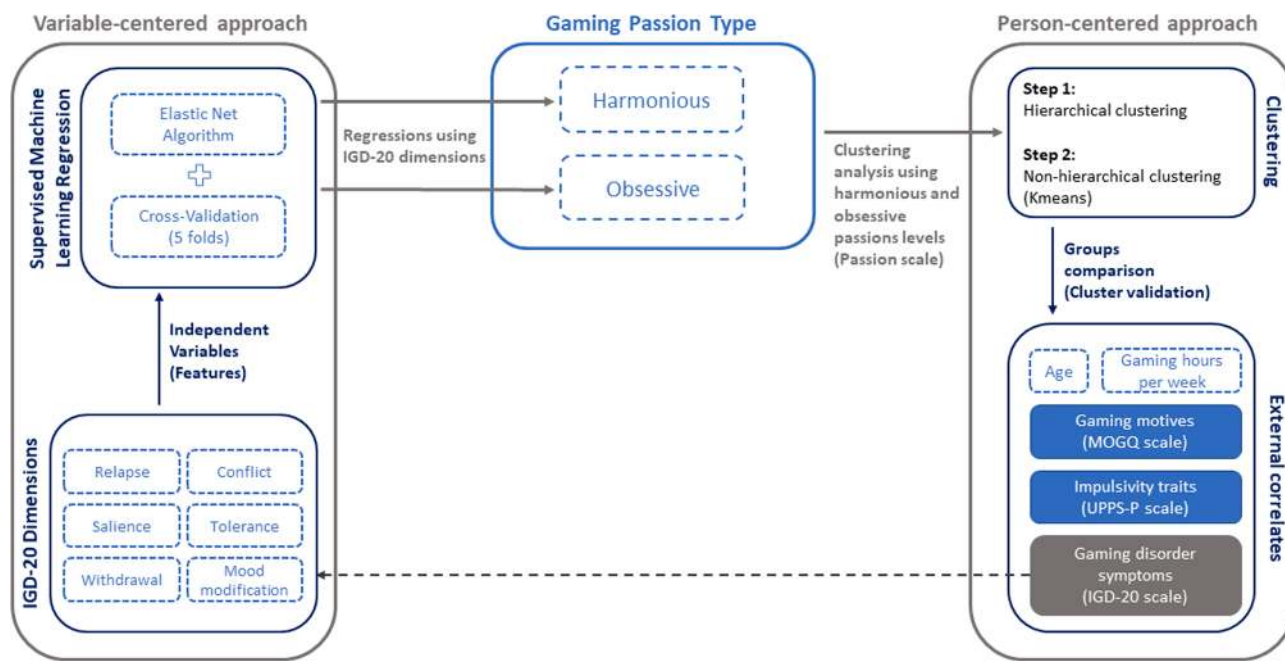 Variable-centered approach
Gaming Passion Type
Person-centered approach
Supervised Machine
Learning Regression
Elastic Net
Algorithm
Cross-Validation
(5 folds)
Regressions using
IGD-20 dimensions
Harmonious
Obsessive
Clustering
analysis using
harmonious and
obsessive
passions levels
(Passion scale)
Step 1:
Hierarchical clustering
Step 2:
Non-hierarchical clustering
(Kmeans)
Clustering
Independent
Variables
(Features)
Groups
comparison
(Cluster validation)
IGD-20 Dimensions
Relapse
Conflict
Salience
Tolerance
Withdrawal
Mood
modification
Age
Gaming hours
per week
Gaming motives
(MOGQ scale)
Impulsivity traits
(UPPS-P scale)
Gaming disorder
symptoms
(IGD-20 scale)
External correlates